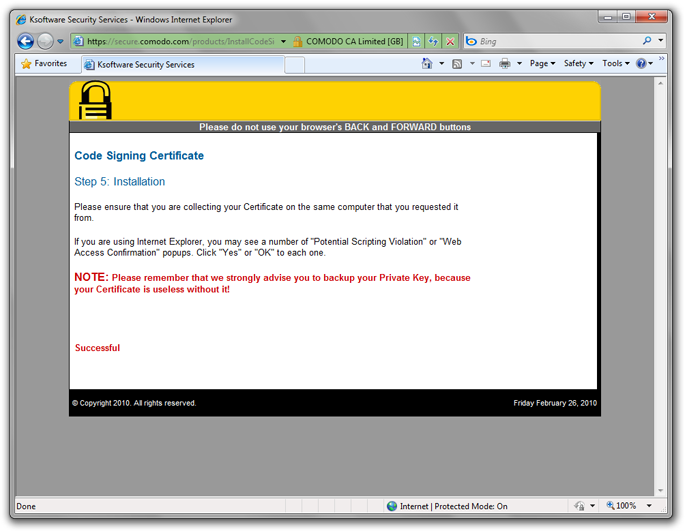 Ksoftware Security Services - Windows Internet Explorer
https://secure.comodo.com/products/InstallCodeSi
COMODO CA Limited [GB]
Bing
Favorites
Ksoftware Security Services
Page
Safety
Tools
Please do not use your browser's BACK and FORWARD buttons
Code Signing Certificate
Step 5: Installation
Please ensure that you are collecting your Certificate on the same computer that you requested it
from.
If you are using Internet Explorer, you may see a number of "Potential Scripting Violation" or "Web
Access Confirmation" popups. Click "Yes" or "OK" to each one.
NOTE: Please remember that we strongly advise you to backup your Private Key, because
your Certificate is useless without it!
Successful
© Copyright 2010. All rights reserved.
Friday February 26, 2010
Done
Internet | Protected Mode: On
100%